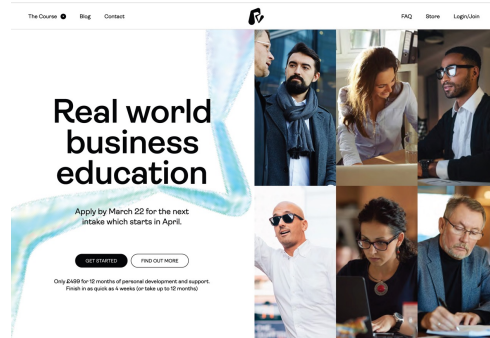 The Course
Blog
Contact
FAQ
Store
Login/Join
Real world
business
education
Apply by March 22 for the next
intake which starts in April.
GET STARTED
FIND OUT MORE
Only £499 for 12 months of personal development and support.
Finish in as quick as 4 weeks (or take up to 12 months)